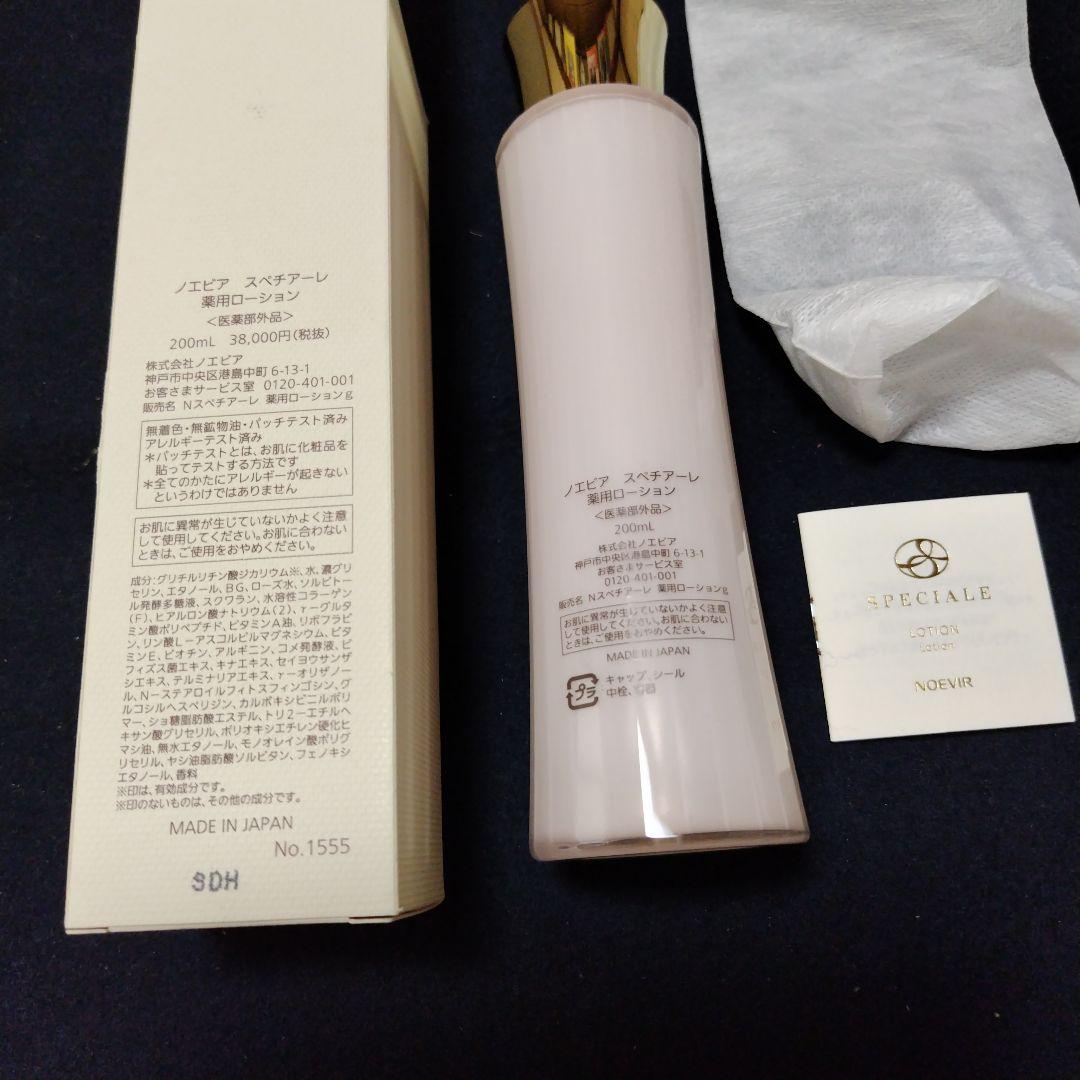 ノエビア　スペチアーレ
薬用ローション
＜医薬部外品＞
200mL　38,000円（税抜）
株式会社ノエビア
神戸市中央区港島中町 6-13-1
お客さまサービス室　0120-401-001
販売名　Nスペチアーレ　薬用ローションg
無着色・無鉱物油・パッチテスト済み
アレルギーテスト済み
＊パッチテストとは、お肌に化粧品を
貼ってテストする方法です
＊全てのかたにアレルギーが起きない
というわけではありません
お肌に異常が生じていないかよく注意
して使用してください。お肌に合わない
ときは、ご使用をおやめください。
成分：グリチルリチン酸ジカリウム※、水、濃グリ
セリン、エタノール、BG、ローズ水、ソルビトー
ル発酵多糖液、スクワラン、水溶性コラーゲン
（F）、ヒアルロン酸ナトリウム（2）、γーグルタ
ミン酸ポリペプチド、ビタミンA油、リボフラビ
ン、リン酸L－アスコルビルマグネシウム、ビタ
ミンE、ビオチン、アルギニン、コメ発酵液、ビ
フィズス菌エキス、キナエキス、セイヨウサンザ
シエキス、テルミナリアエキス、γーオリザノー
ル、N－ステアロイルフィトスフィンゴシン、グ
ルコシルヘスペリジン、カルボキシビニルポリ
マー、ショ糖脂肪酸エステル、トリ2－エチルヘ
キサン酸グリセリル、ポリオキシエチレン硬化ヒ
マシ油、無水エタノール、モノオレイン酸ポリグ
リセリル、ヤシ油脂肪酸ソルビタン、フェノキシ
エタノール、香料
※印は、有効成分です。
※印のないものは、その他の成分です。
MADE IN JAPAN
No.1555
SDH
ノエビア　スペチアーレ
薬用ローション
＜医薬部外品＞
200mL
株式会社ノエビア
神戸市中央区港島中町 6-13-1
お客さまサービス室
0120-401-001
販売名　Nスペチアーレ　薬用ローションg
お肌に異常が生じていないかよく注意
して使用してください。お肌に合わない
ときは、ご使用をおやめください。
MADE IN JAPAN
プラ
キャップ、シール
中栓、容器
SPECIALE
LOTION
Lotion
NOEVIR